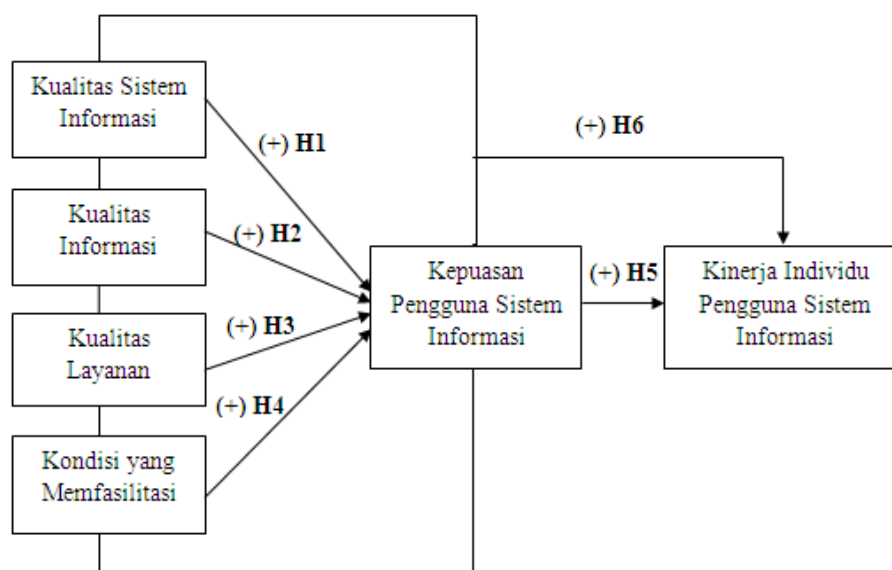 Kualitas Sistem
Informasi
(+) H1
(+) H6
Kualitas
Informasi
(+) H2
Kepuasan
Pengguna Sistem
Informasi
(+) H5
Kinerja Individu
Pengguna Sistem
Informasi
Kualitas
Layanan
(+) H3
(+) H4
Kondisi yang
Memfasilitasi